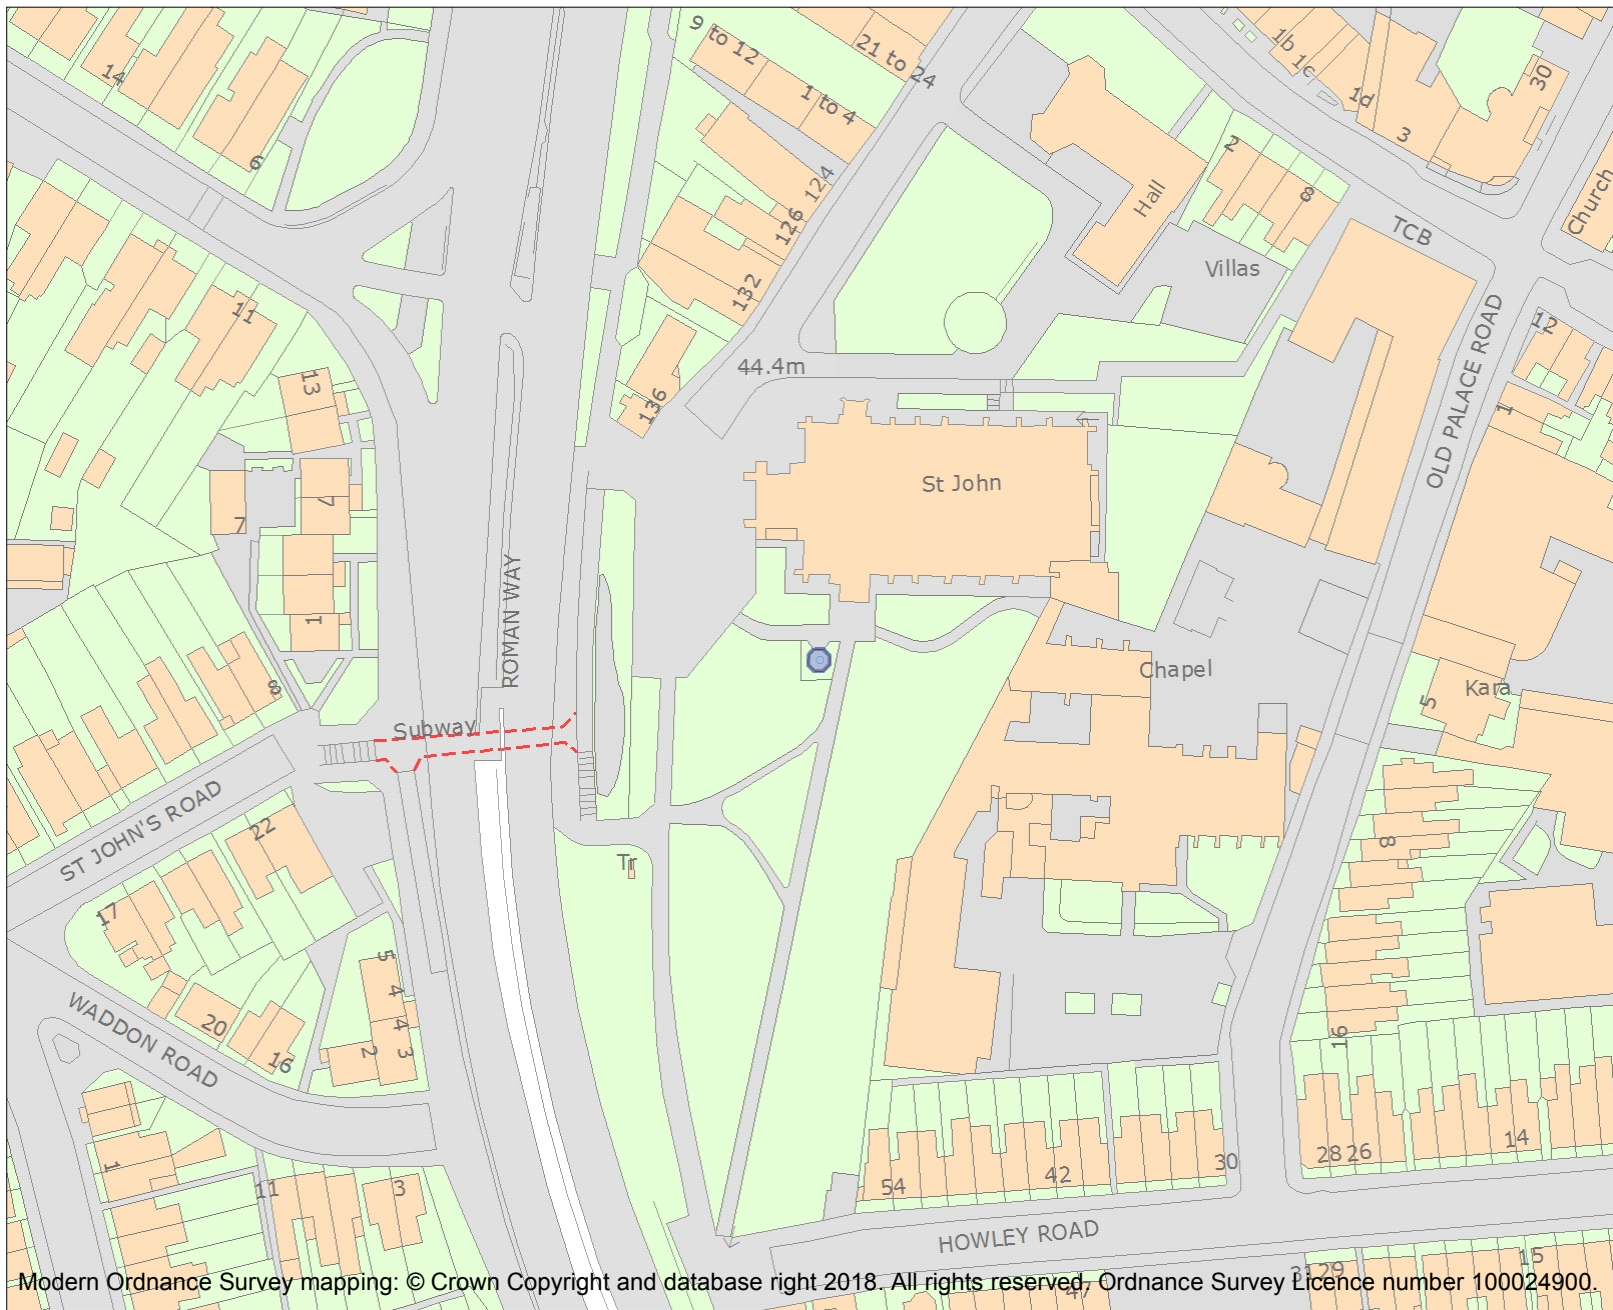 9 to 12
21 to 24
1b
1c
1d
30
14
1 to 4
3
6
2
124
Hall
8
126
Church
TCB
Villas
132
11
OLD PALACE ROAD
12
44.4m
13
136
1
St John
7
7
ROMAN WAY
1
Chapel
8
Kara
5
Subway
ST JOHN'S ROAD
22
8
Tr
17
5
4
WADDON ROAD
20
4
16
2
3
16
1
14
28 26
54
42
30
11
3
HOWLEY ROAD
15
31 29
47
Modern Ordnance Survey mapping: © Crown Copyright and database right 2018. All rights reserved, Ordnance Survey Licence number 100024900.